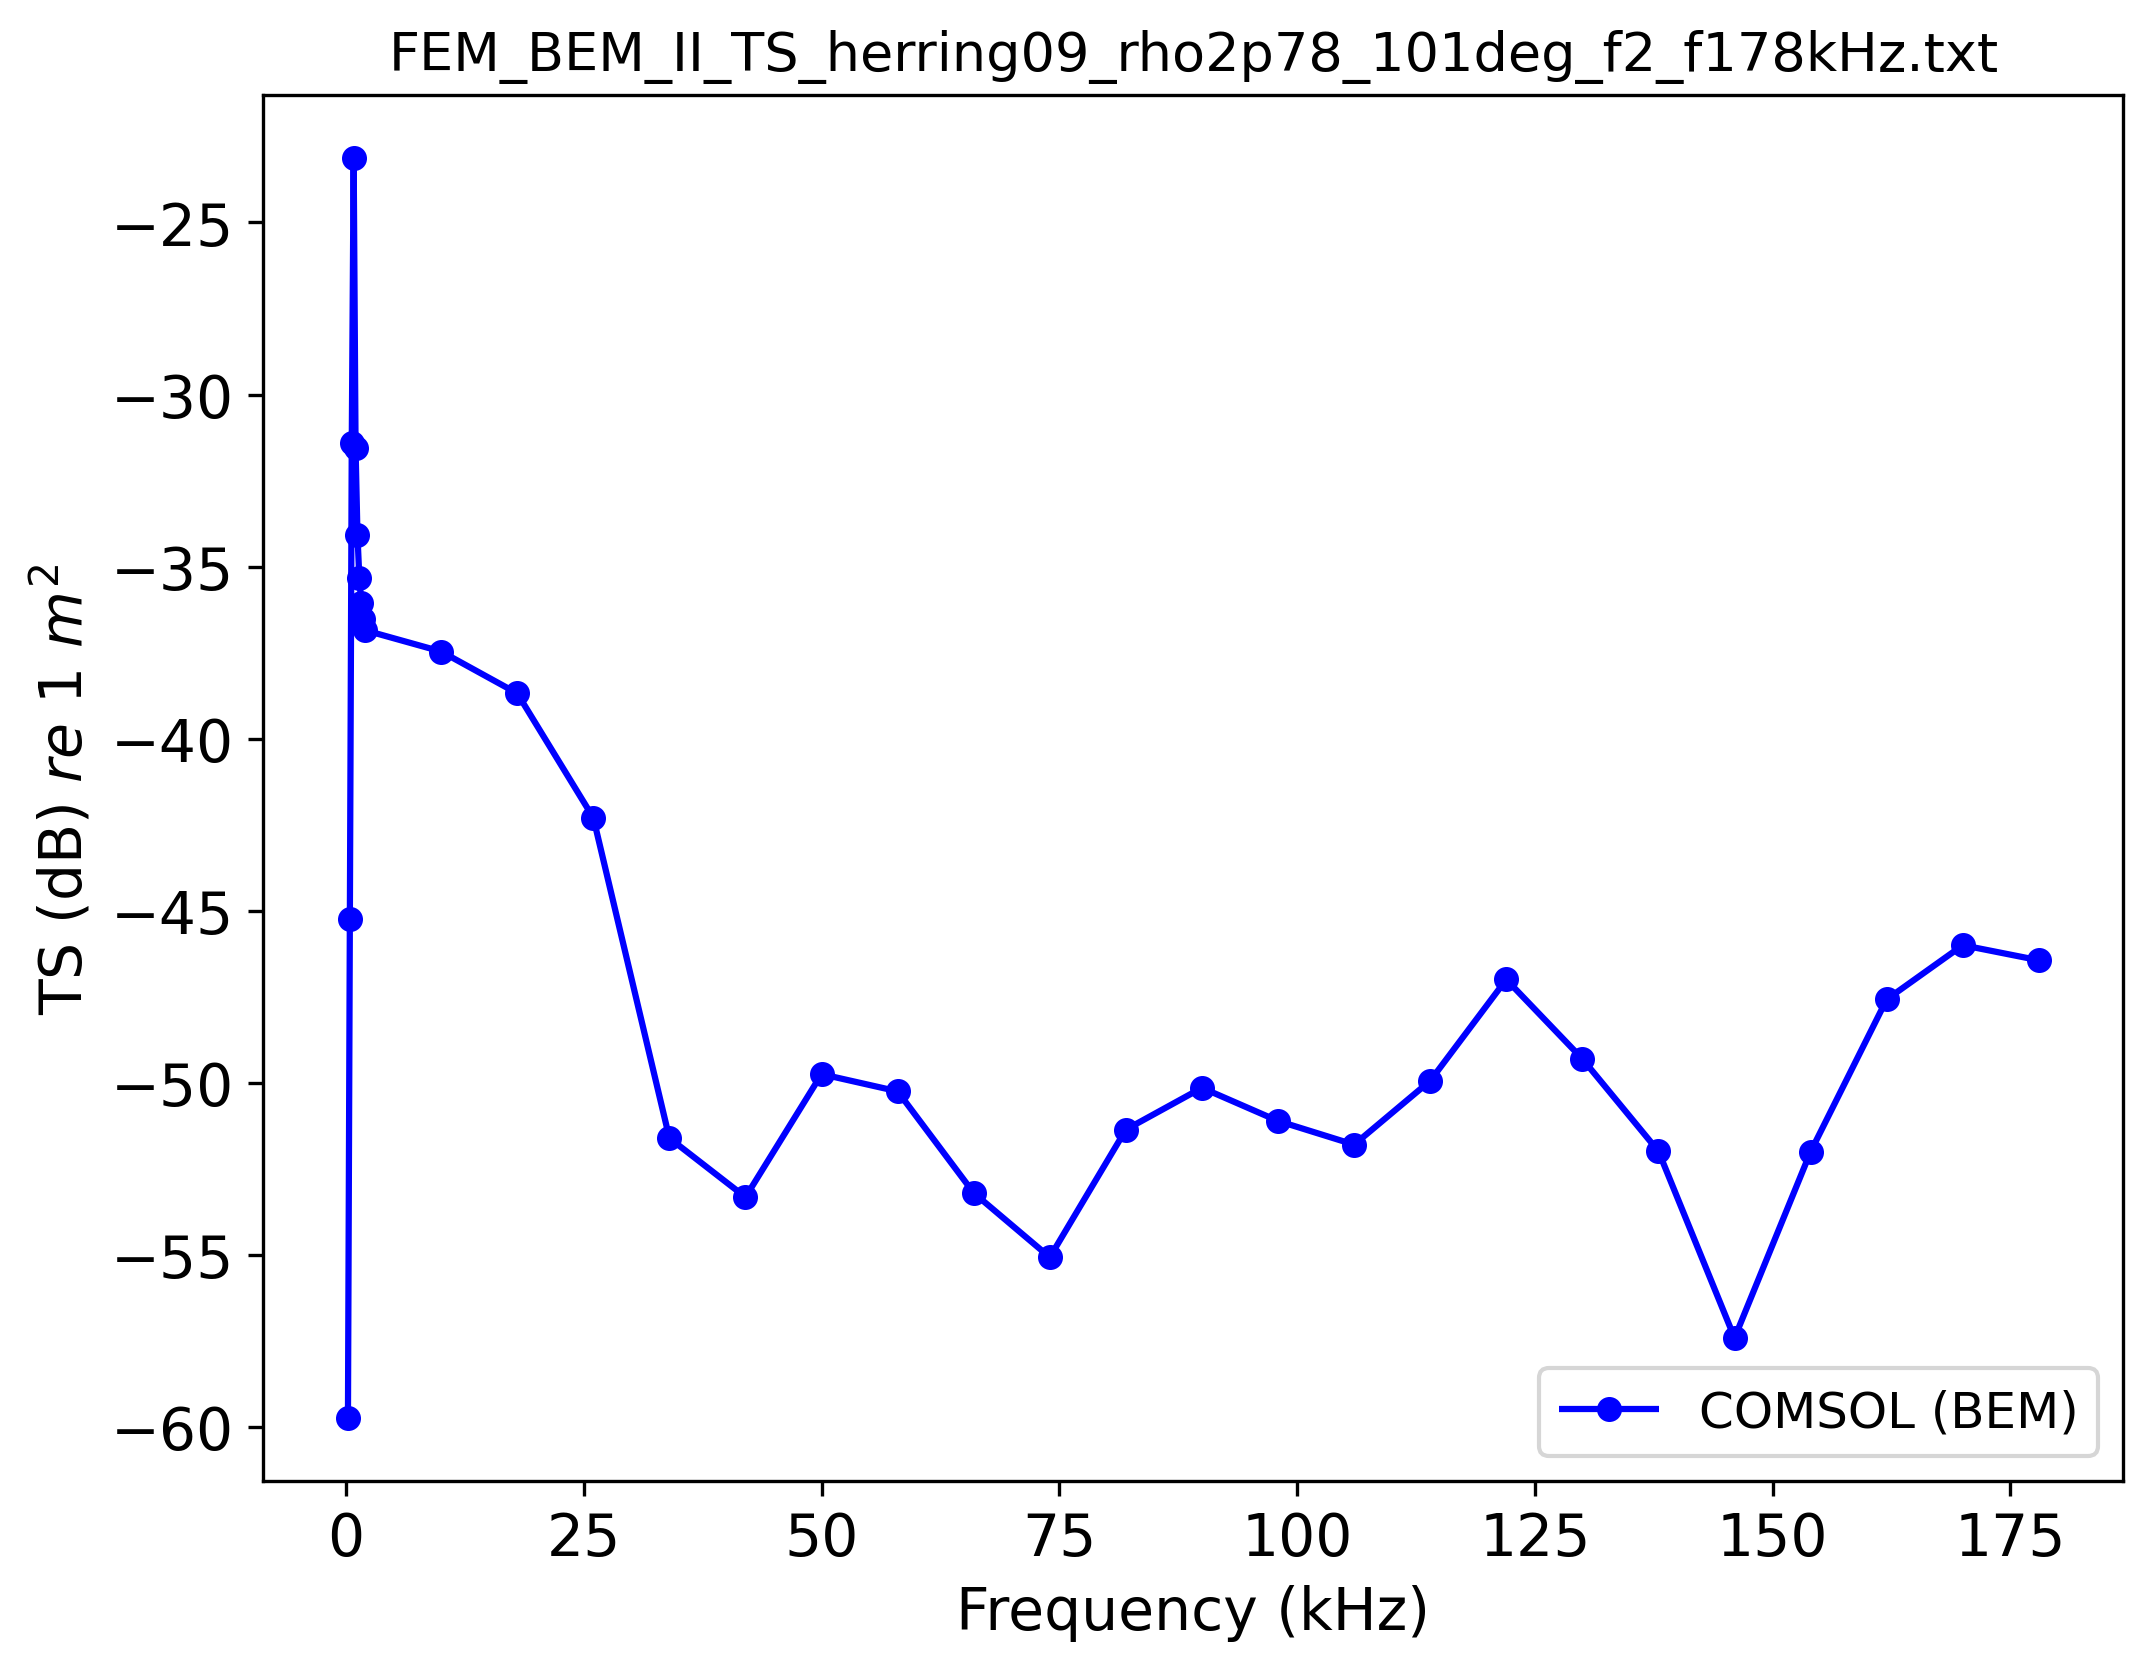 FEM_BEM_II_TS_herring09_rho2p78_101deg_f2_f178kHz.txt
TS (dB) re 1 m²
−25
−30
−35
−40
−45
−50
−55
−60
COMSOL (BEM)
0 25 50 75 100 125 150 175
Frequency (kHz)